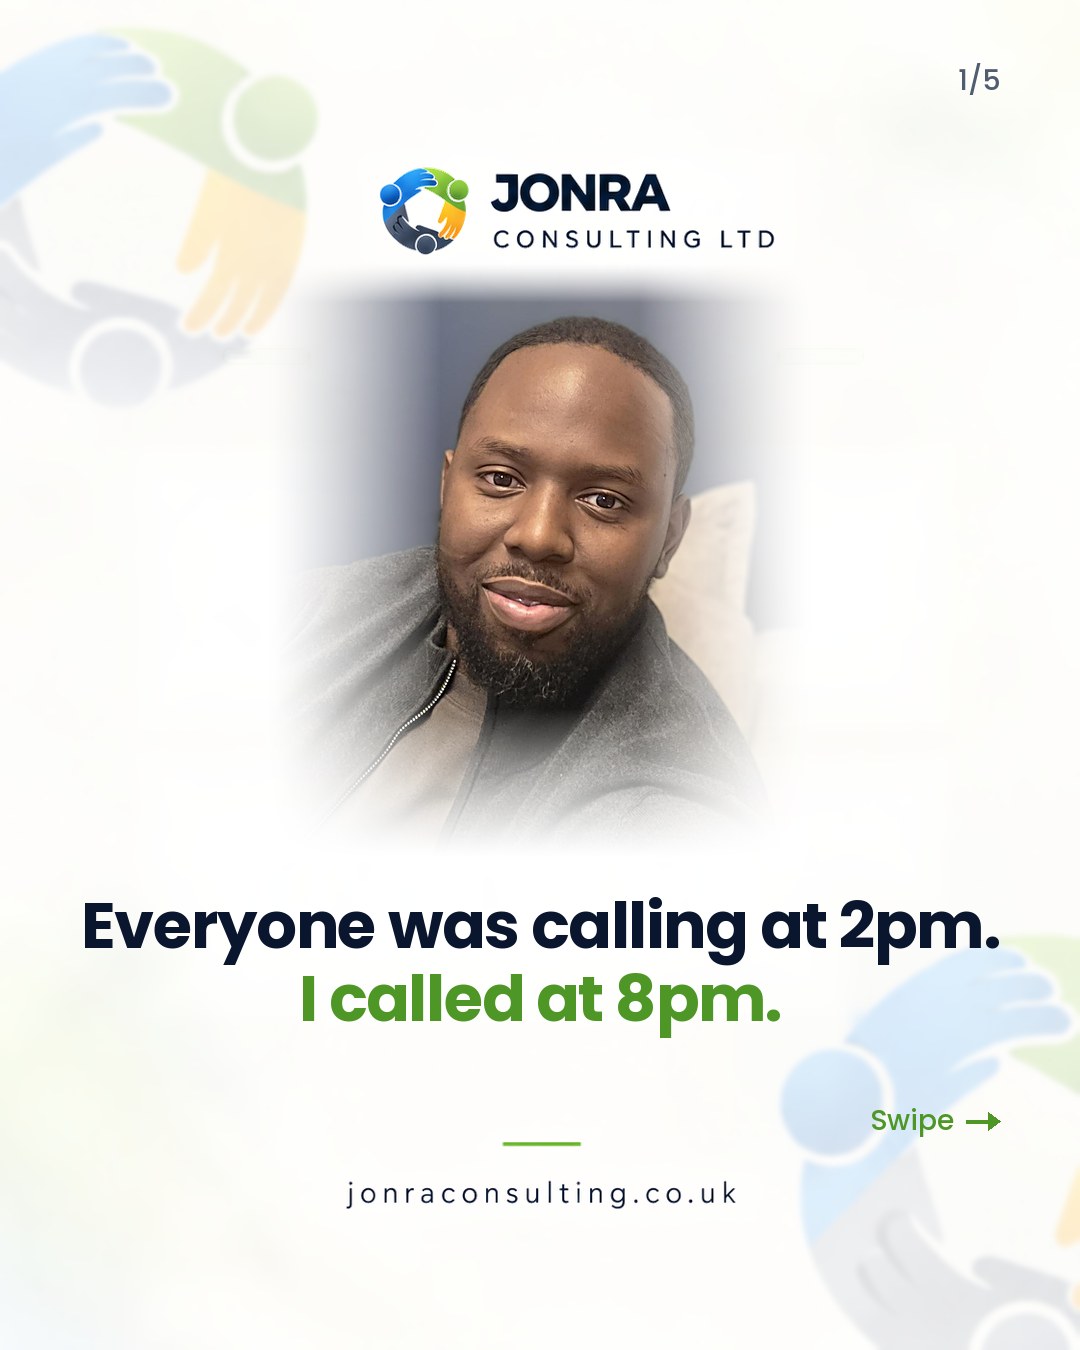 1/5
JONRA
CONSULTING LTD
Everyone was calling at 2pm.
I called at 8pm.
Swipe →
jonraconsulting.co.uk